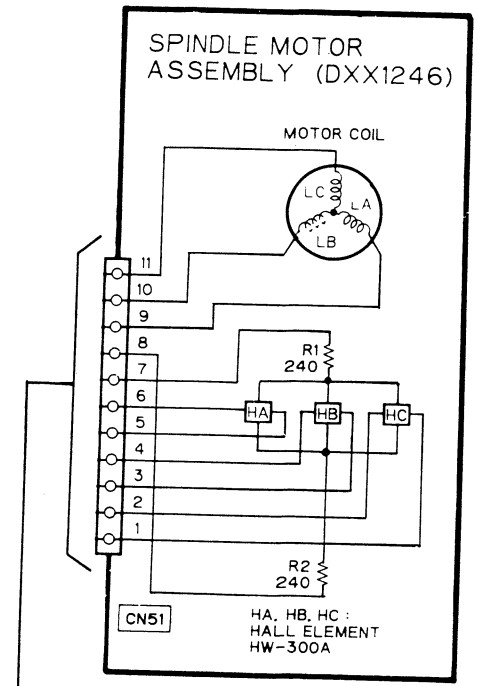 SPINDLE MOTOR
ASSEMBLY (DXX1246)
MOTOR COIL
LC
LA
LB
11
10
9
8
7
6
5
4
3
2
1
R1
240
HA
HB
HC
R2
240
CN51
HA, HB, HC :
HALL ELEMENT
HW-300A